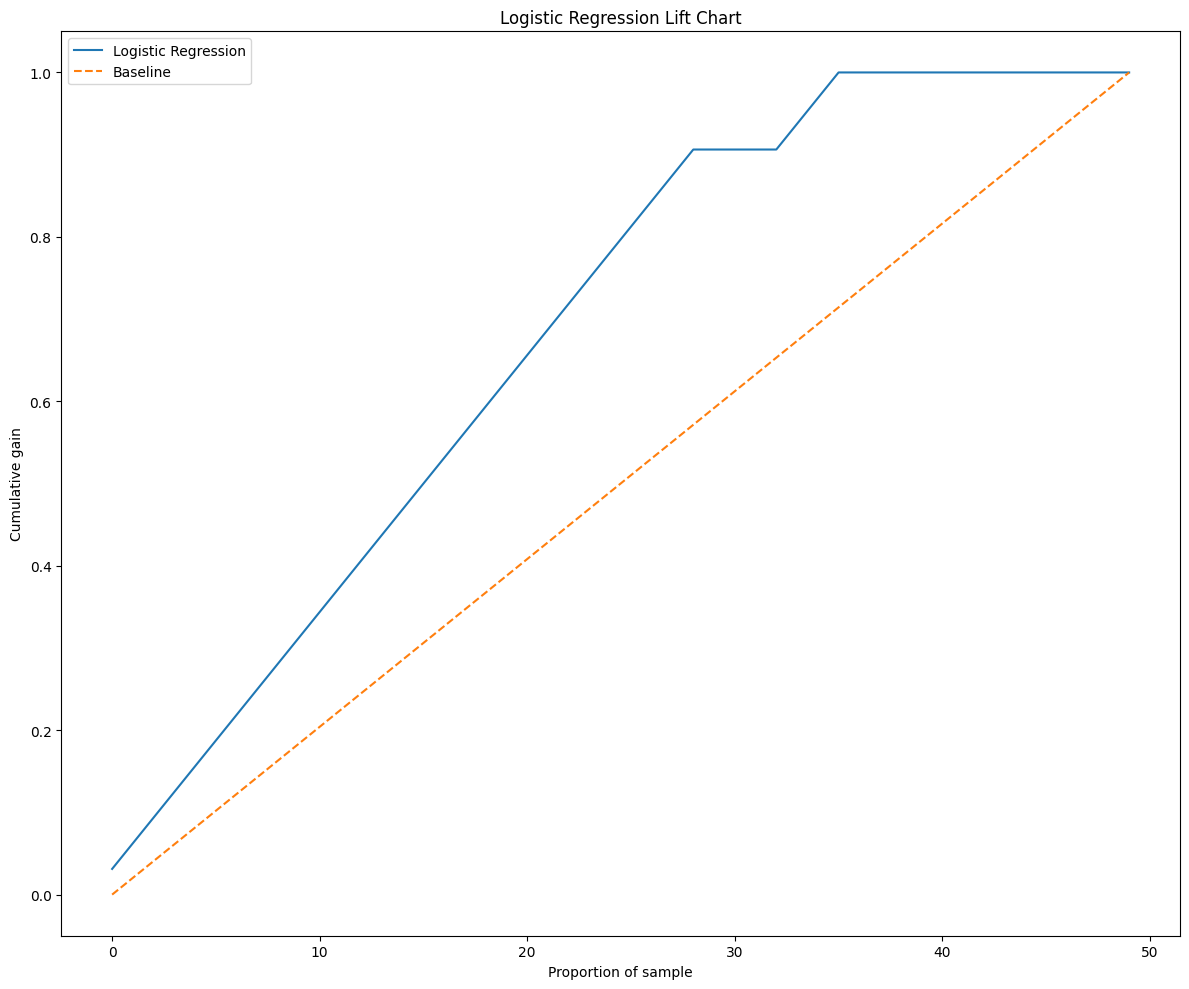 Logistic Regression Lift Chart
Logistic Regression
Baseline
1.0
0.8
0.6
0.4
0.2
0.0
Cumulative gain
0 10 20 30 40 50
Proportion of sample